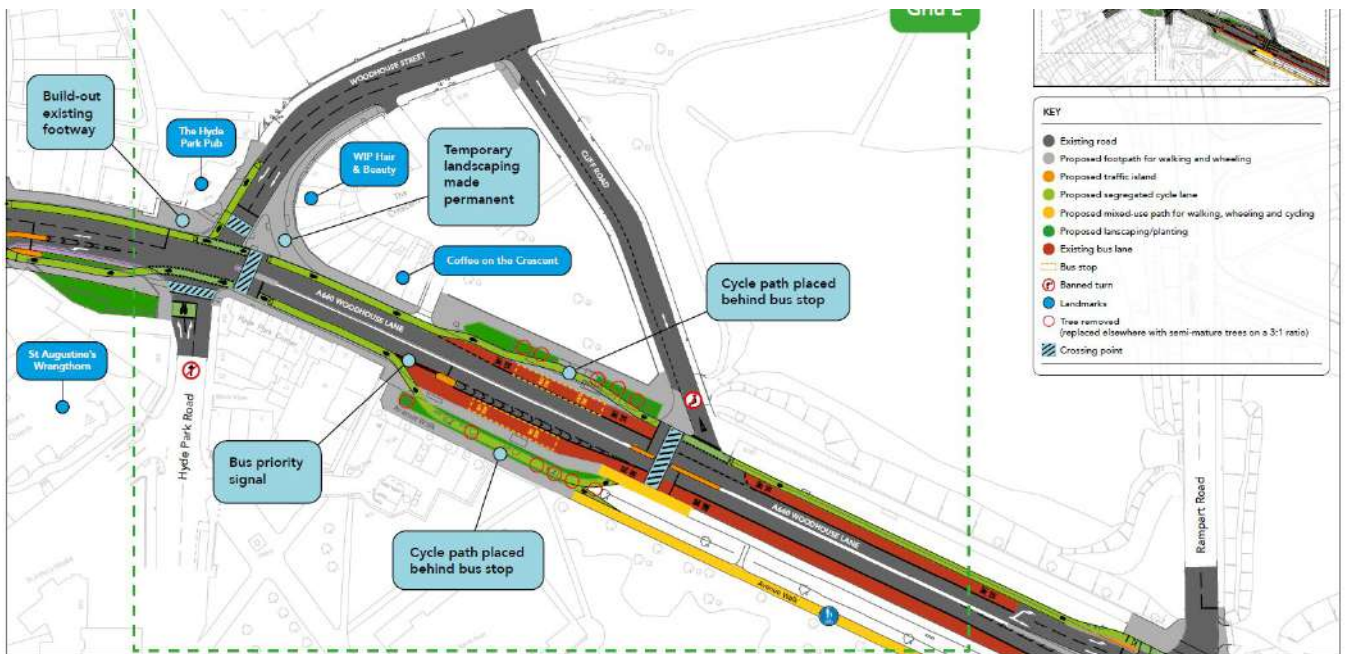 Grid E
WOODHOUSE STREET
Build-out
existing
footway
The Hyde
Park Pub
WIP Hair
& Beauty
Temporary
landscaping
made
permanent
CLIFF ROAD
Coffee on the Crescent
Cycle path placed
behind bus stop
A660 WOODHOUSE LANE
St Augustine's
Wrangthorn
Hyde Park Road
Bus priority
signal
Cycle path placed
behind bus stop
A660 WOODHOUSE LANE
Avenue Walk
Rampart Road
KEY
Existing road
Proposed footpath for walking and wheeling
Proposed traffic island
Proposed segregated cycle lane
Proposed mixed-use path for walking, wheeling and cycling
Proposed lanscaping/planting
Existing bus lane
Bus stop
Banned turn
Landmarks
Tree removed
(replaced elsewhere with semi-mature trees on a 3:1 ratio)
Crossing point